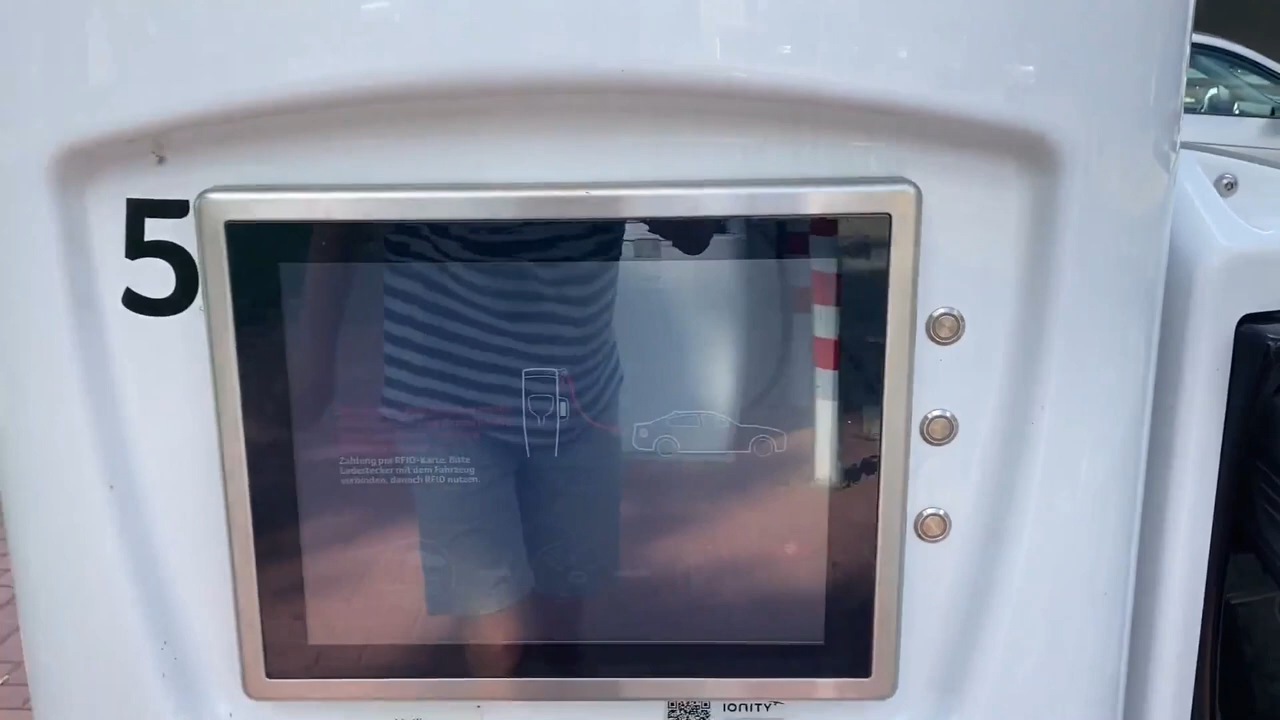 5
Zahlung per RFID-Karte. Bitte
Ladestecker mit dem Fahrzeug
verbinden, danach RFID nutzen.
IONITY